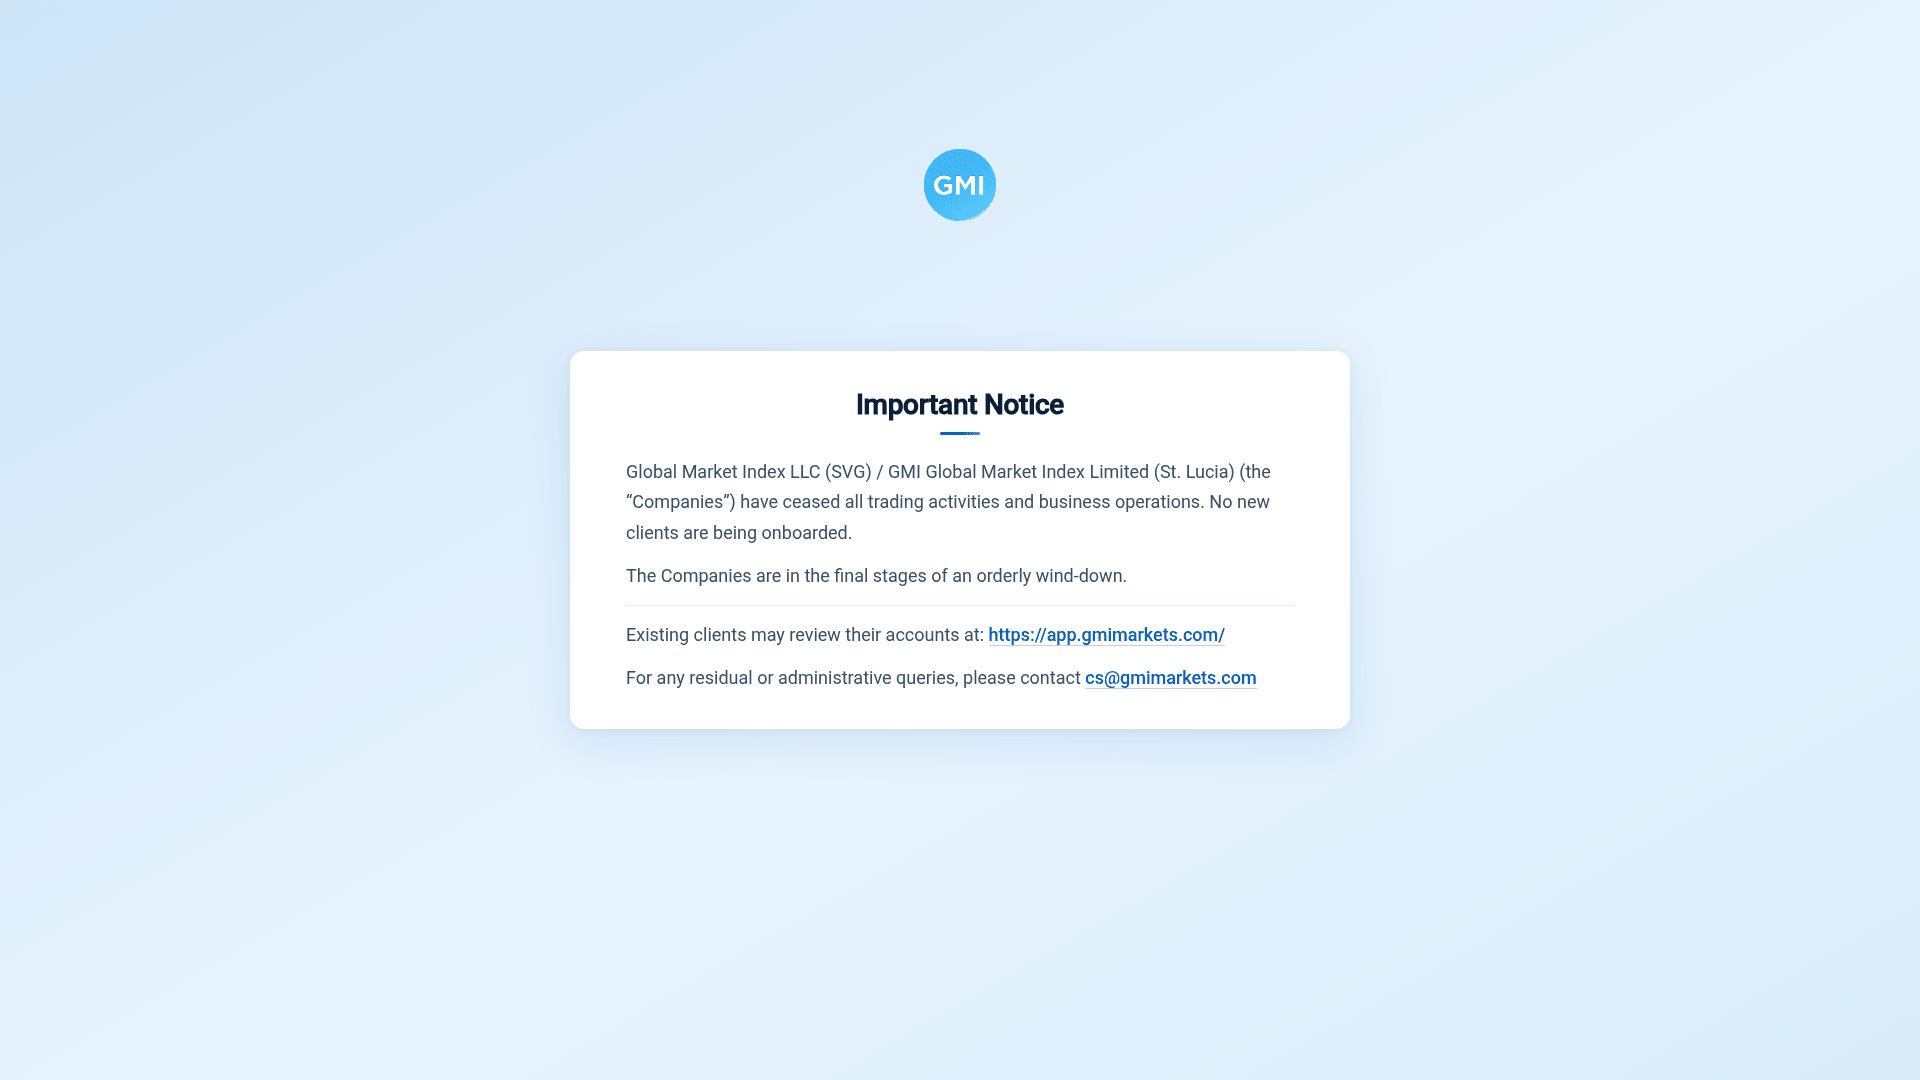 GMI
Important Notice
Global Market Index LLC (SVG) / GMI Global Market Index Limited (St. Lucia) (the
“Companies”) have ceased all trading activities and business operations. No new
clients are being onboarded.
The Companies are in the final stages of an orderly wind-down.
Existing clients may review their accounts at: https://app.gmimarkets.com/
For any residual or administrative queries, please contact cs@gmimarkets.com